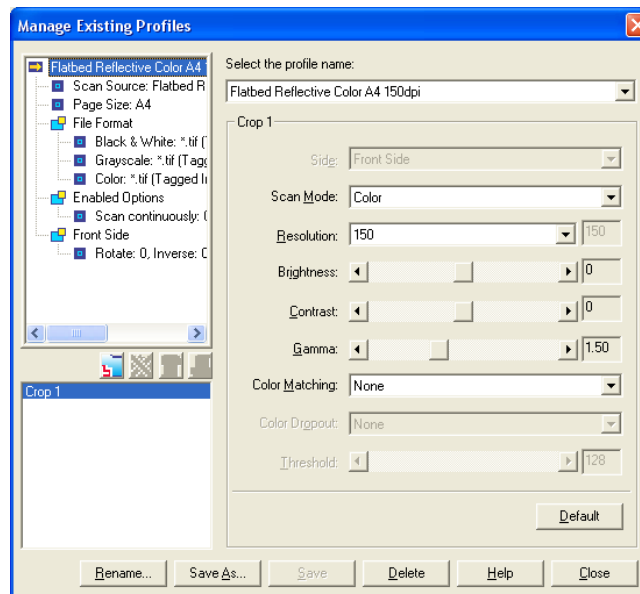 Manage Existing Profiles
Flatbed Reflective Color A4 1
Scan Source: Flatbed R
Page Size: A4
File Format
Black & White: *.tif (T
Grayscale: *.tif (Tagg
Color: *.tif (Tagged In
Enabled Options
Scan continuously: 0
Front Side
Rotate: 0, Inverse: 0
Crop 1
Select the profile name:
Flatbed Reflective Color A4 150dpi
Crop 1
Side: Front Side
Scan Mode: Color
Resolution: 150 150
Brightness: 0
Contrast: 0
Gamma: 1.50
Color Matching: None
Color Dropout: None
Threshold: 128
Default
Rename... Save As... Save Delete Help Close